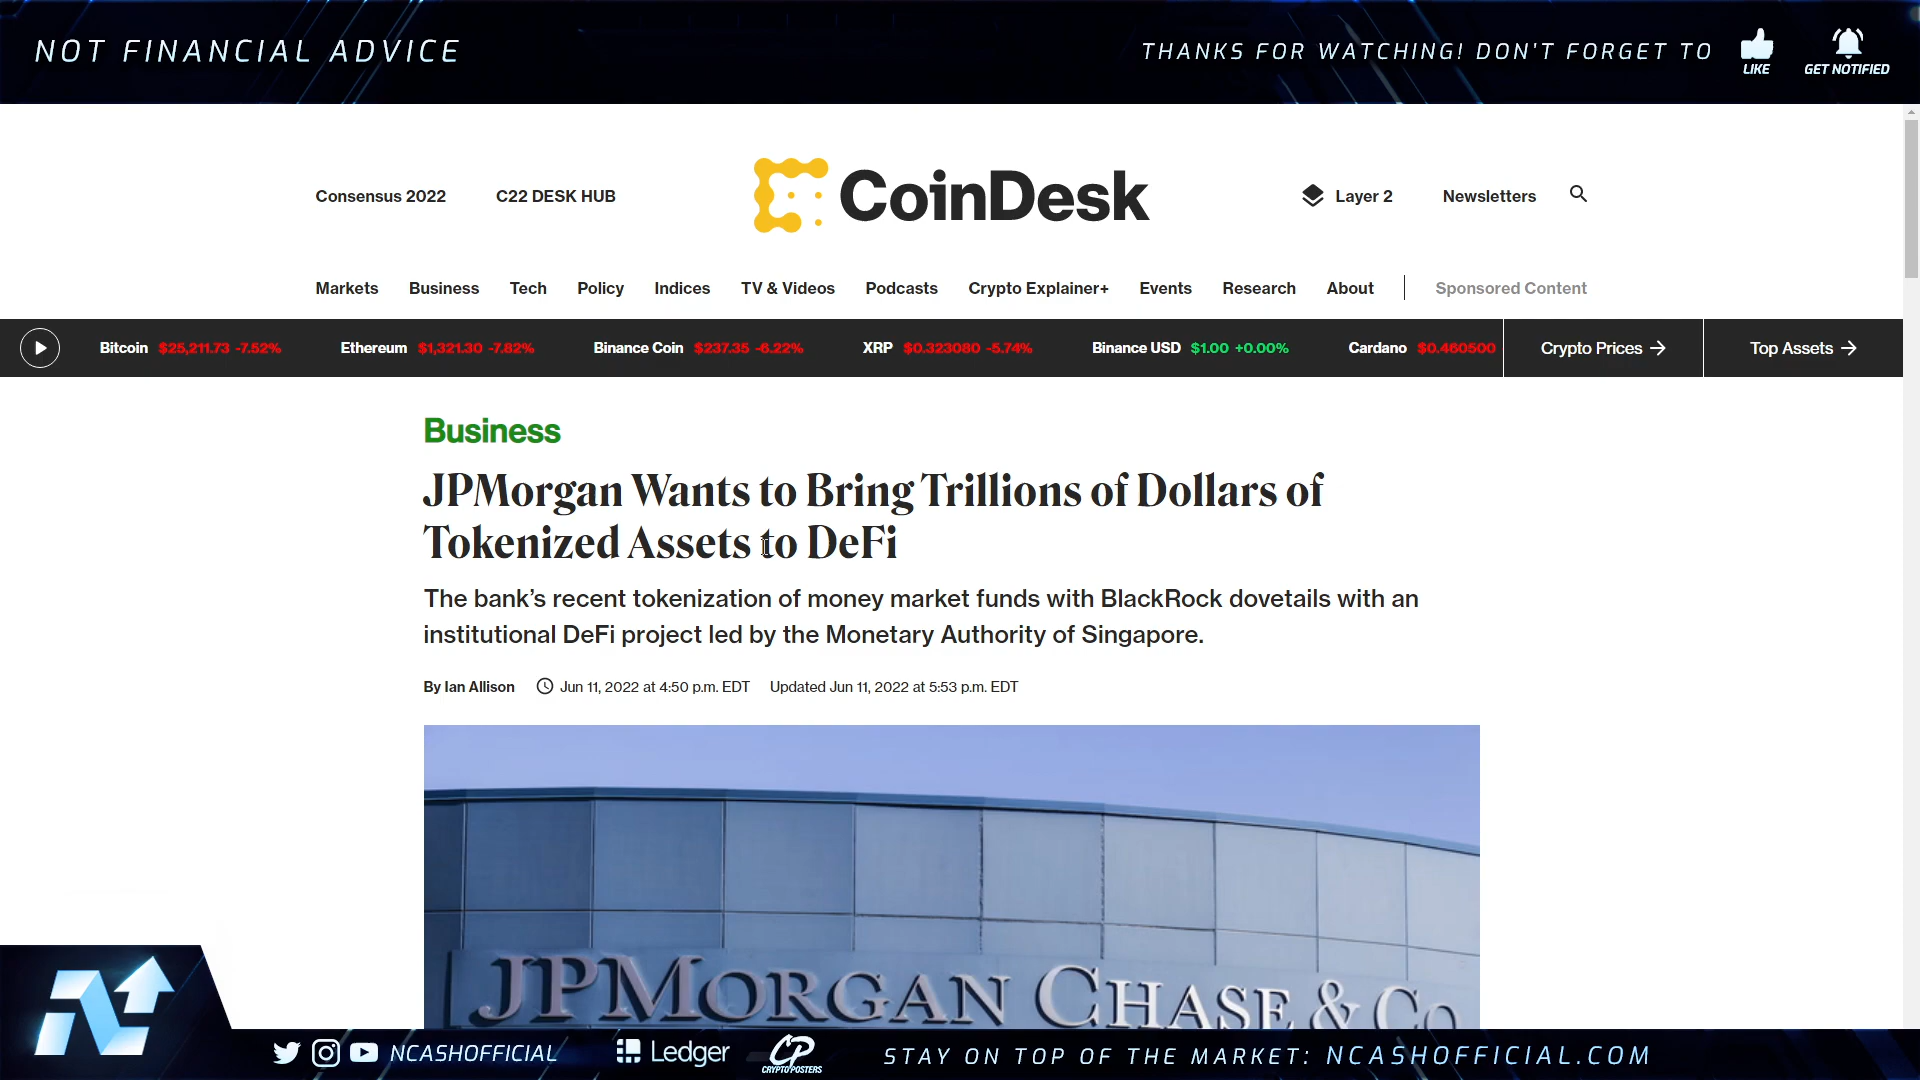 NOT FINANCIAL ADVICE
THANKS FOR WATCHING! DON'T FORGET TO
LIKE
GET NOTIFIED
Consensus 2022
C22 DESK HUB
CoinDesk
Layer 2
Newsletters
Markets Business Tech Policy Indices TV & Videos Podcasts Crypto Explainer+ Events Research About Sponsored Content
Bitcoin $25,211.73 -7.52% Ethereum $1,321.30 -7.82% Binance Coin $237.35 -6.22% XRP $0.323080 -5.74% Binance USD $1.00 +0.00% Cardano $0.460500 Crypto Prices → Top Assets →
Business
JPMorgan Wants to Bring Trillions of Dollars of
Tokenized Assets to DeFi
The bank’s recent tokenization of money market funds with BlackRock dovetails with an
institutional DeFi project led by the Monetary Authority of Singapore.
By Ian Allison Jun 11, 2022 at 4:50 p.m. EDT Updated Jun 11, 2022 at 5:53 p.m. EDT
JPMORGAN CHASE & CO
NCASHOFFICIAL
Ledger
CP
CRYPTOPOSTERS
STAY ON TOP OF THE MARKET: NCASHOFFICIAL.COM